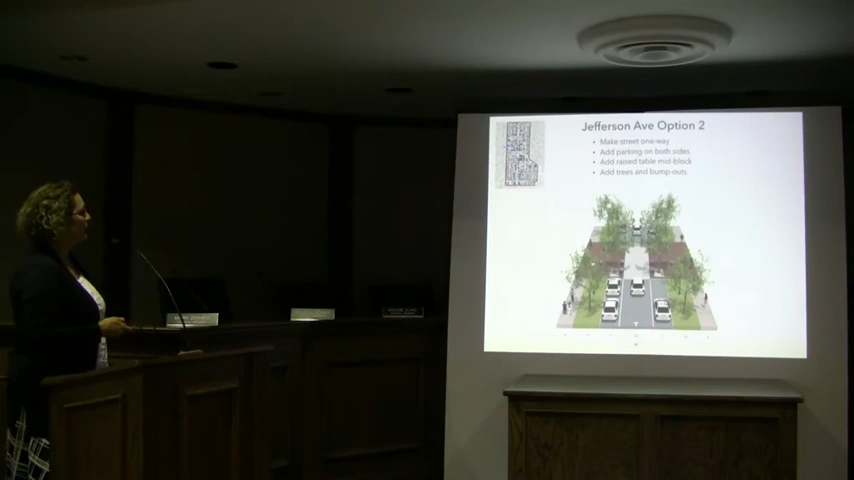 Jefferson Ave Option 2
• Make street one-way
• Add parking on both sides
• Add raised table mid-block
• Add trees and bump-outs